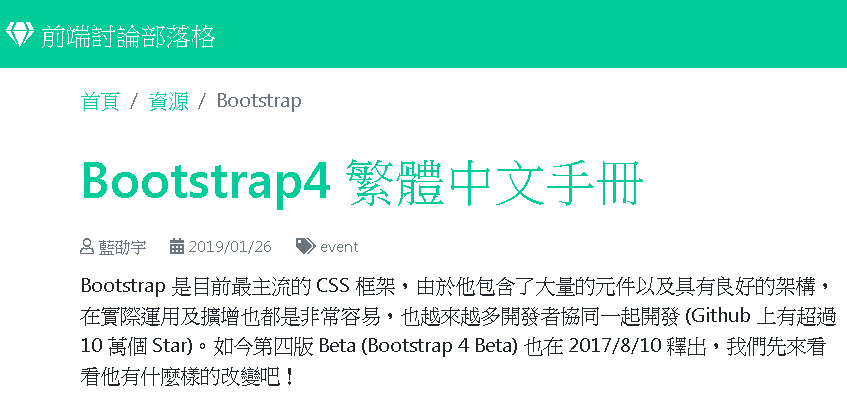 前端討論部落格
首頁 / 資源 / Bootstrap
Bootstrap4 繁體中文手冊
藍劭宇 2019/01/26 event
Bootstrap 是目前最主流的 CSS 框架，由於他包含了大量的元件以及具有良好的架構，
在實際運用及擴增也都是非常容易，也越來越多開發者協同一起開發 (Github 上有超過
10 萬個 Star)。如今第四版 Beta (Bootstrap 4 Beta) 也在 2017/8/10 釋出，我們先來看
看他有什麼樣的改變吧！